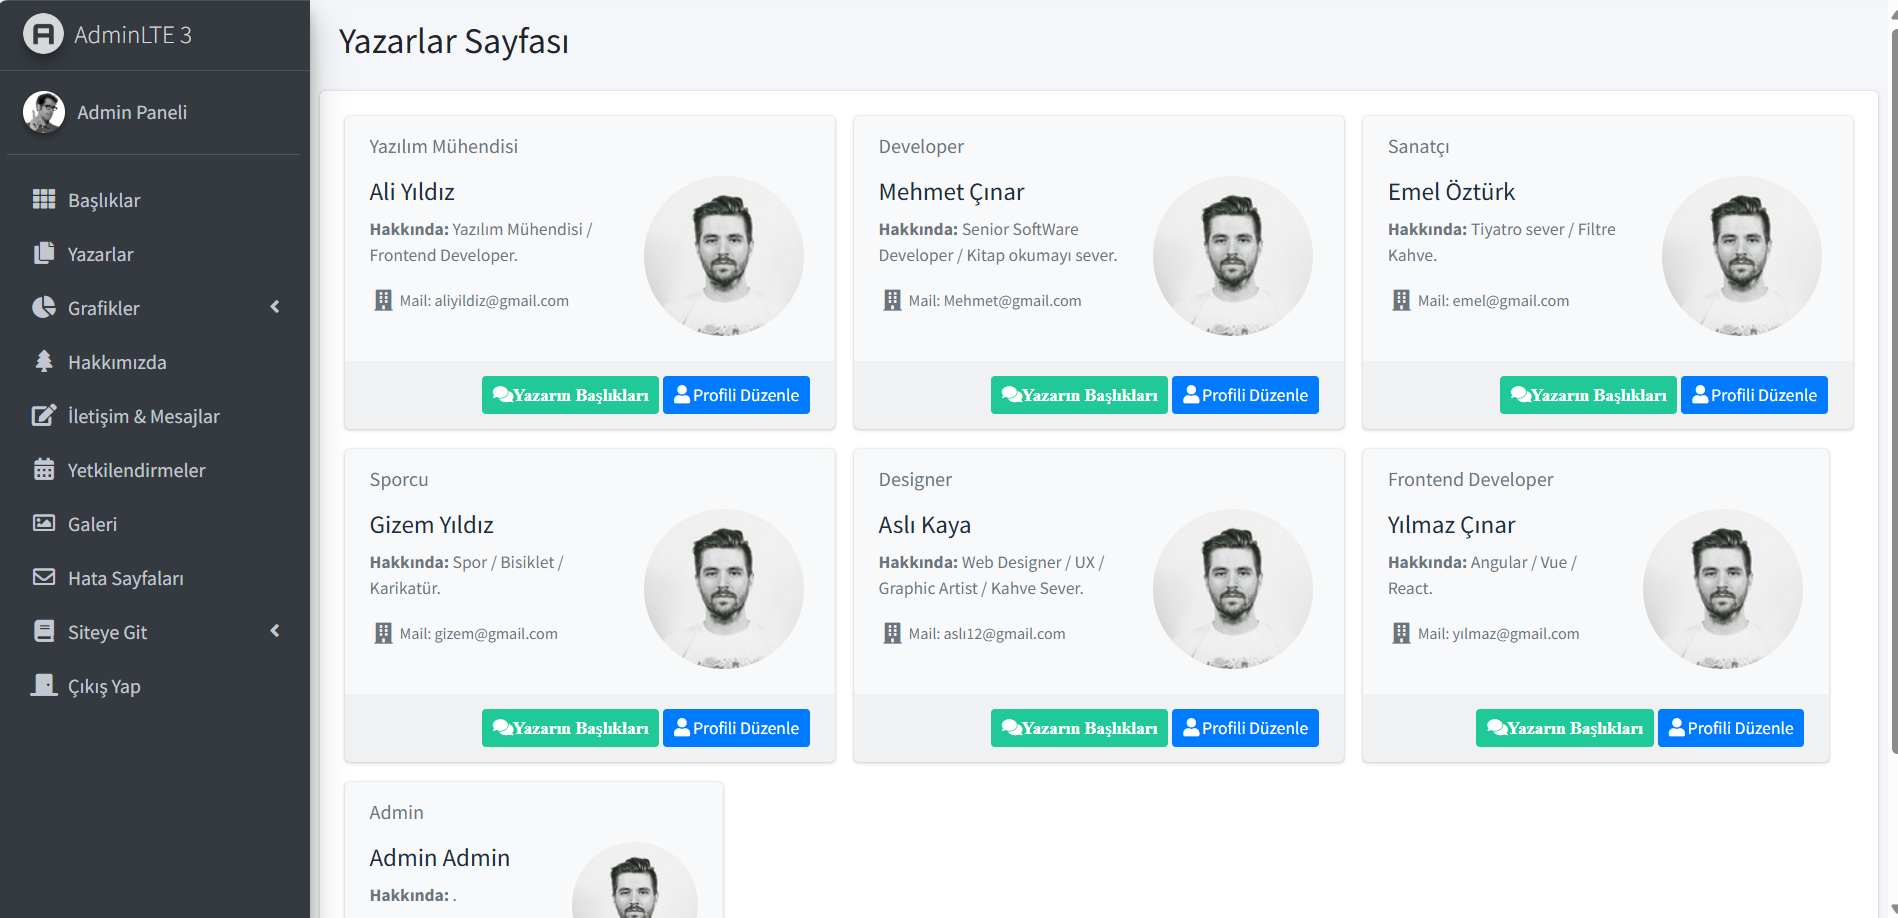 AdminLTE 3
Admin Paneli
Başlıklar
Yazarlar
Grafikler
Hakkımızda
İletişim & Mesajlar
Yetkilendirmeler
Galeri
Hata Sayfaları
Siteye Git
Çıkış Yap
Yazarlar Sayfası
Yazılım Mühendisi
Ali Yıldız
Hakkında: Yazılım Mühendisi /
Frontend Developer.
Mail: aliyildiz@gmail.com
Yazarın Başlıkları
Profili Düzenle
Developer
Mehmet Çınar
Hakkında: Senior SoftWare
Developer / Kitap okumayı sever.
Mail: Mehmet@gmail.com
Yazarın Başlıkları
Profili Düzenle
Sanatçı
Emel Öztürk
Hakkında: Tiyatro sever / Filtre
Kahve.
Mail: emel@gmail.com
Yazarın Başlıkları
Profili Düzenle
Sporcu
Gizem Yıldız
Hakkında: Spor / Bisiklet /
Karikatür.
Mail: gizem@gmail.com
Yazarın Başlıkları
Profili Düzenle
Designer
Aslı Kaya
Hakkında: Web Designer / UX /
Graphic Artist / Kahve Sever.
Mail: aslı12@gmail.com
Yazarın Başlıkları
Profili Düzenle
Frontend Developer
Yılmaz Çınar
Hakkında: Angular / Vue /
React.
Mail: yılmaz@gmail.com
Yazarın Başlıkları
Profili Düzenle
Admin
Admin Admin
Hakkında: .